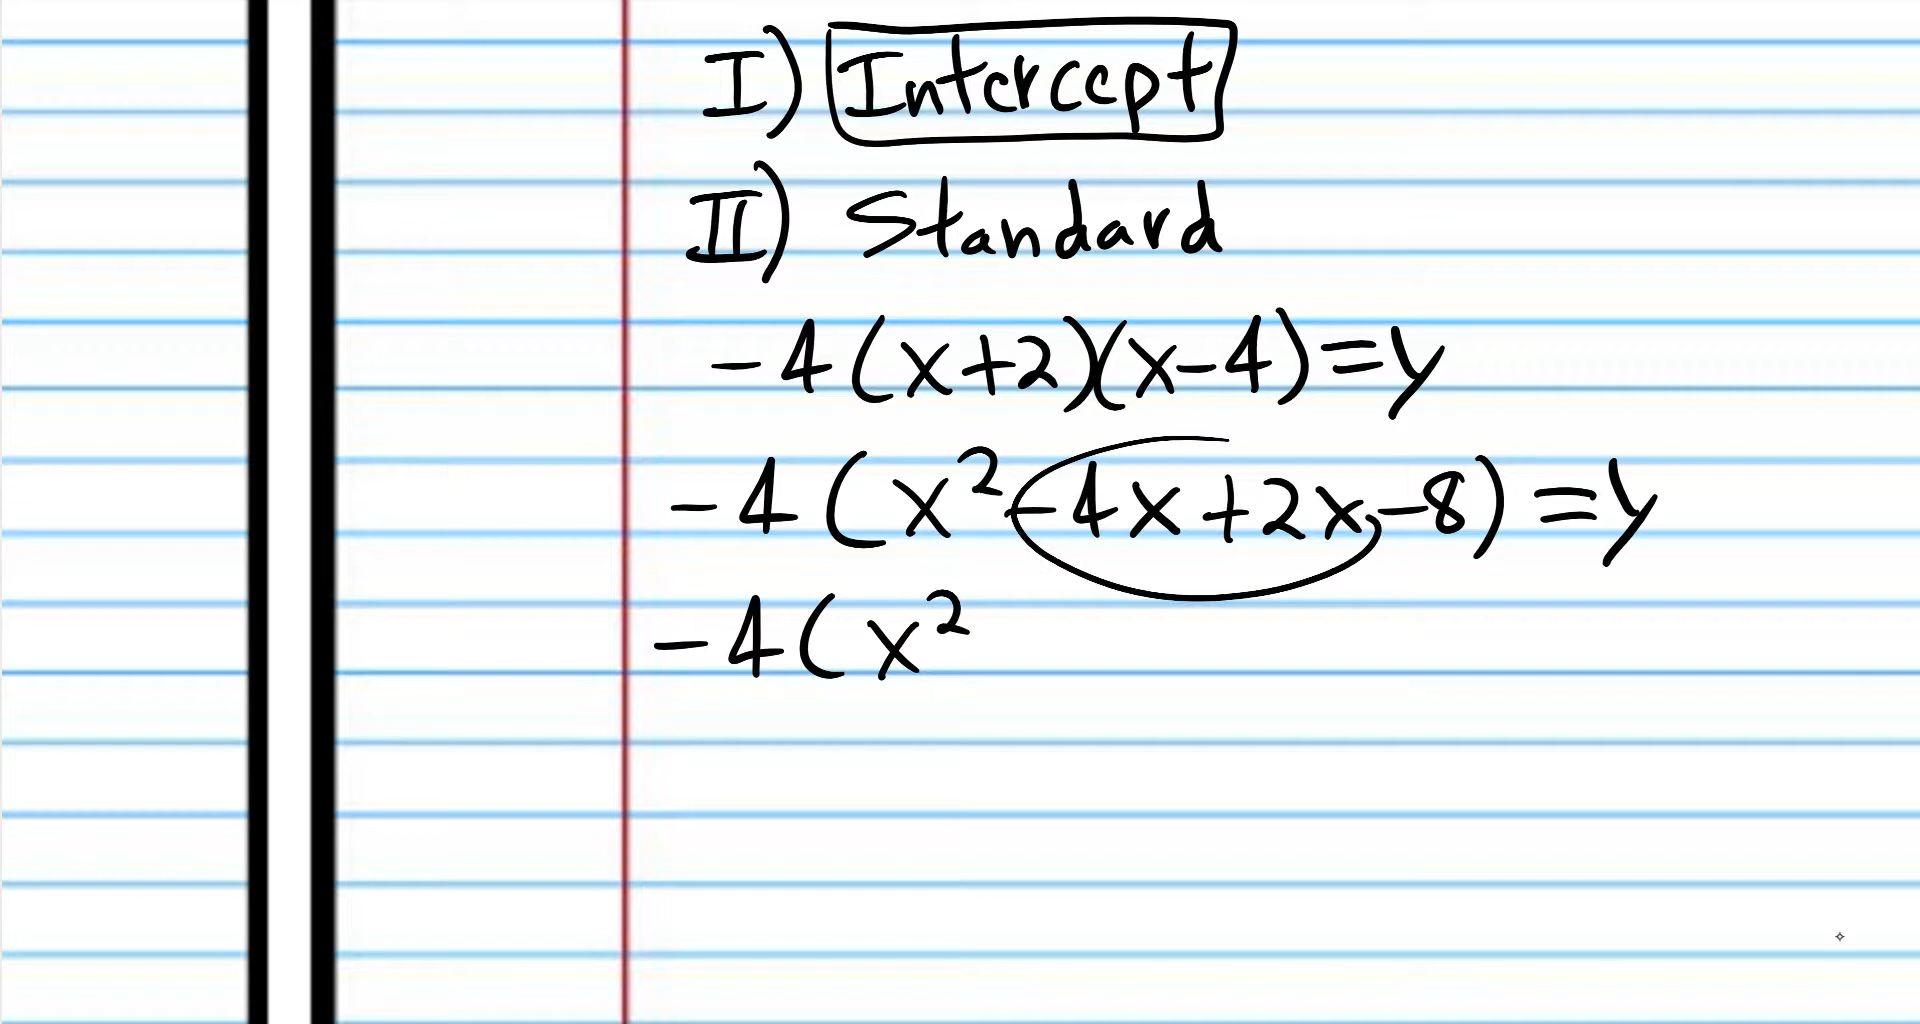 I) Intercept
II) Standard
-4(x+2)(x-4)=y
-4(x²-4x+2x-8)=y
-4(x²